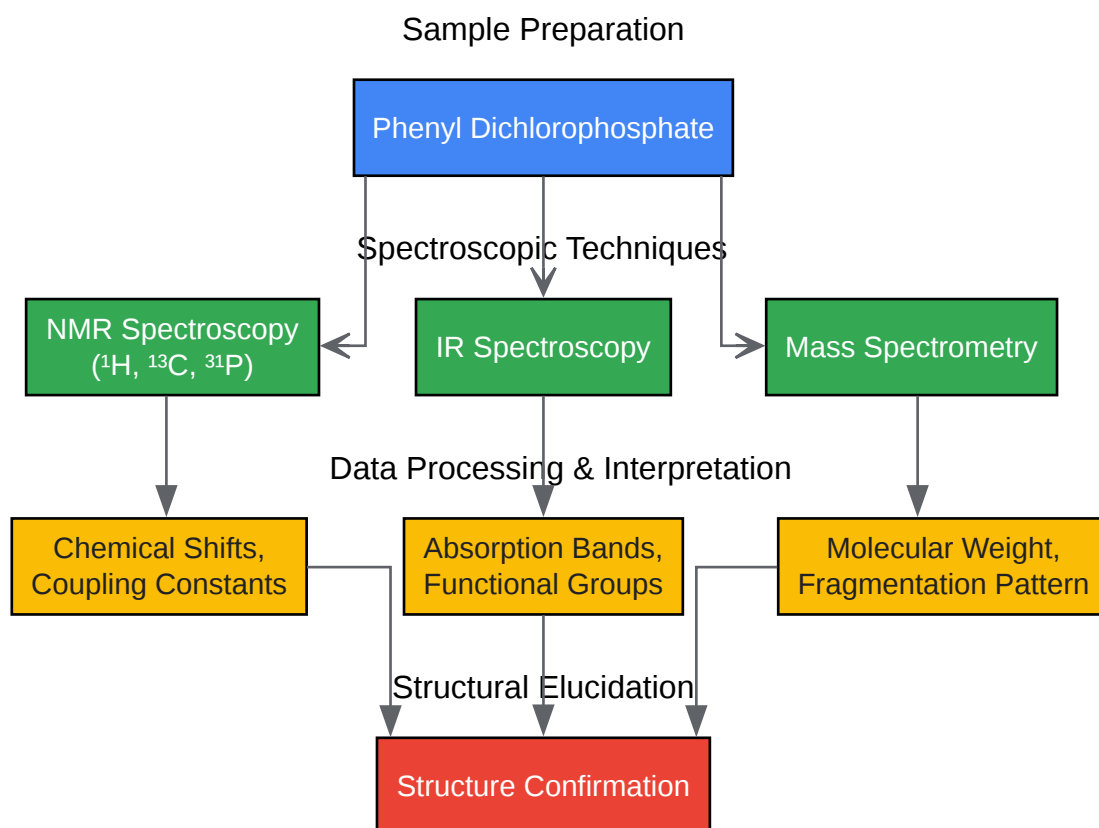 Sample Preparation
Phenyl Dichlorophosphate
Spectroscopic Techniques
NMR Spectroscopy
(¹H, ¹³C, ³¹P)
IR Spectroscopy
Mass Spectrometry
Data Processing & Interpretation
Chemical Shifts,
Coupling Constants
Absorption Bands,
Functional Groups
Molecular Weight,
Fragmentation Pattern
Structural Elucidation
Structure Confirmation